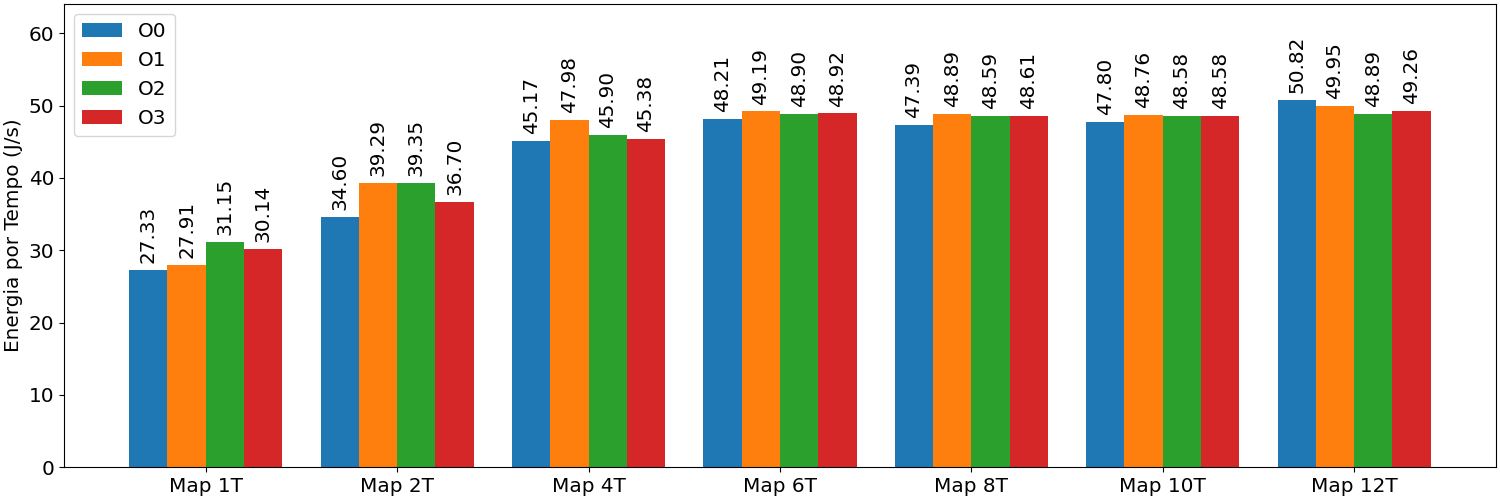 Energia por Tempo (J/s)
60
50
40
30
20
10
0
O0
O1
O2
O3
27.33 27.91 31.15 30.14
34.60 39.29 39.35 36.70
45.17 47.98 45.90 45.38
48.21 49.19 48.90 48.92
47.39 48.89 48.59 48.61
47.80 48.76 48.58 48.58
50.82 49.95 48.89 49.26
Map 1T Map 2T Map 4T Map 6T Map 8T Map 10T Map 12T